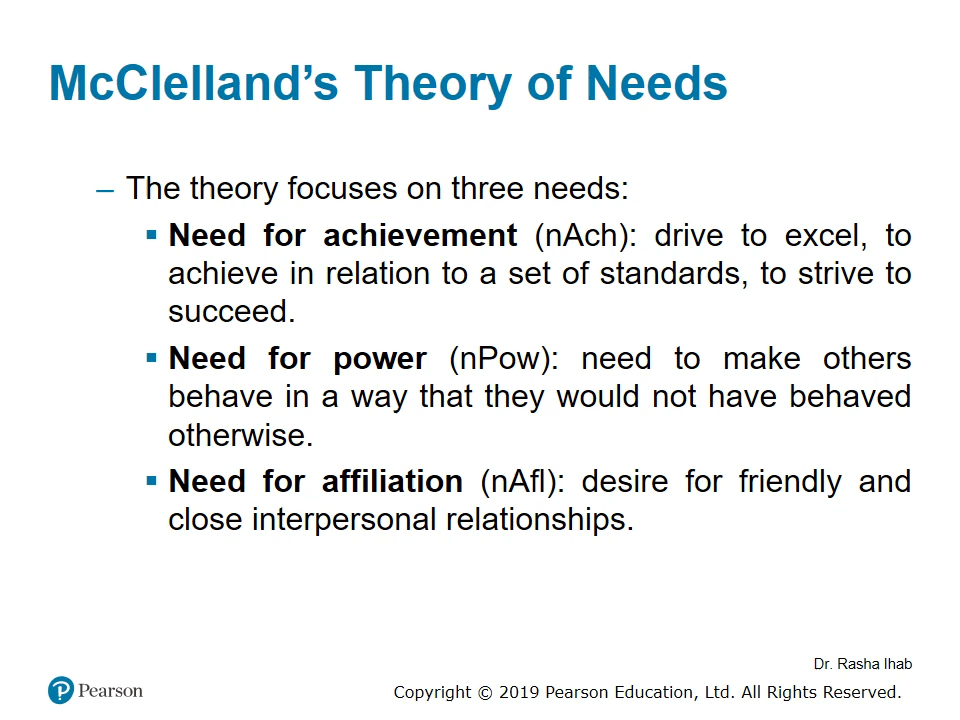 McClelland's Theory of Needs
– The theory focuses on three needs:
▪ Need for achievement (nAch): drive to excel, to
achieve in relation to a set of standards, to strive to
succeed.
▪ Need for power (nPow): need to make others
behave in a way that they would not have behaved
otherwise.
▪ Need for affiliation (nAfl): desire for friendly and
close interpersonal relationships.
Dr. Rasha Ihab
Pearson
Copyright © 2019 Pearson Education, Ltd. All Rights Reserved.